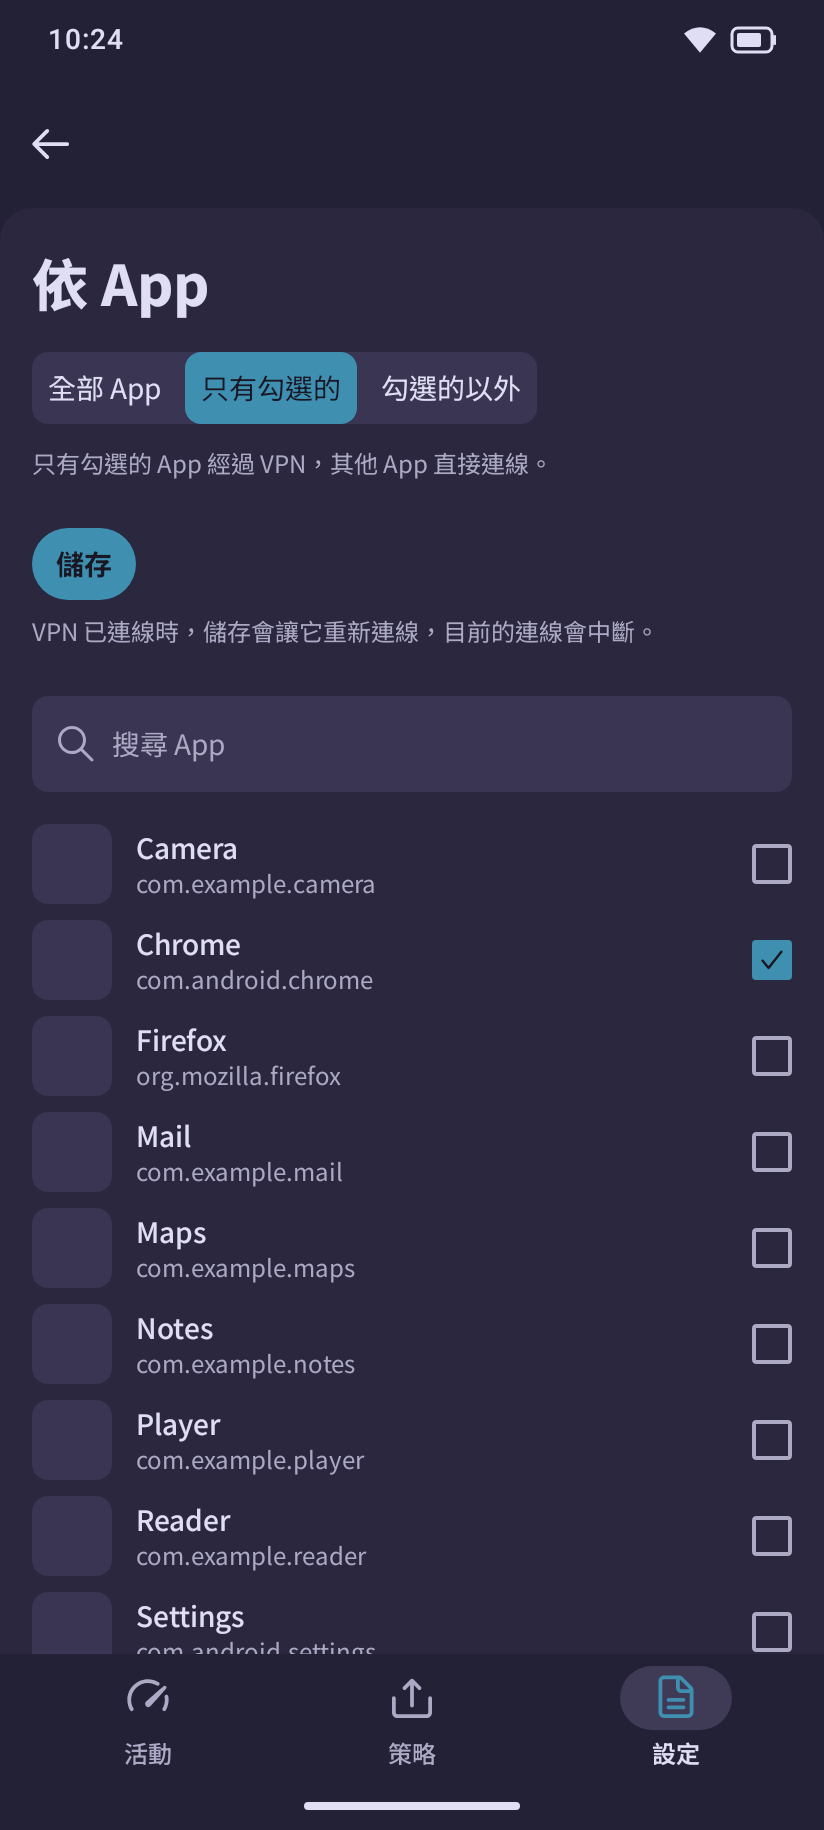 10:24
依 App
全部 App
只有勾選的
勾選的以外
只有勾選的 App 經過 VPN，其他 App 直接連線。
儲存
VPN 已連線時，儲存會讓它重新連線，目前的連線會中斷。
搜尋 App
Camera
com.example.camera
Chrome
com.android.chrome
Firefox
org.mozilla.firefox
Mail
com.example.mail
Maps
com.example.maps
Notes
com.example.notes
Player
com.example.player
Reader
com.example.reader
Settings
com.android.settings
活動
策略
設定